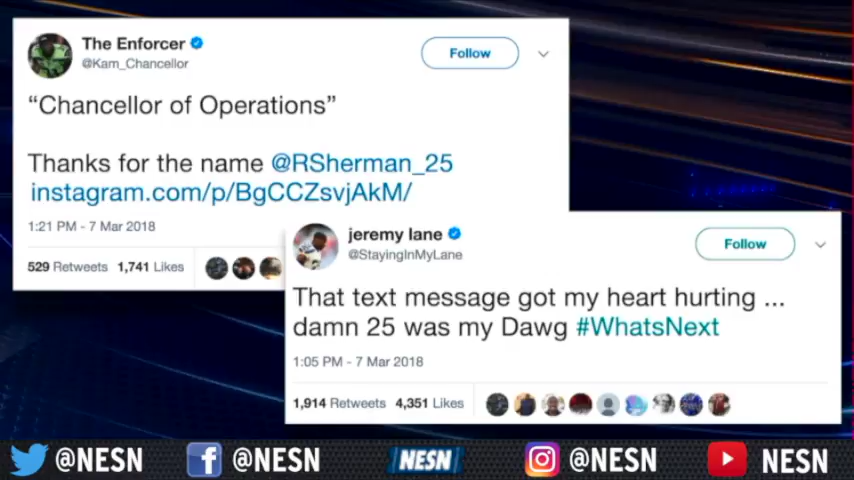 The Enforcer
@Kam_Chancellor
Follow
“Chancellor of Operations”
Thanks for the name @RSherman_25
instagram.com/p/BgCCZsvjAkM/
1:21 PM - 7 Mar 2018
529 Retweets 1,741 Likes
jeremy lane
@StayingInMyLane
Follow
That text message got my heart hurting ...
damn 25 was my Dawg #WhatsNext
1:05 PM - 7 Mar 2018
1,914 Retweets 4,351 Likes
@NESN @NESN NESN @NESN NESN